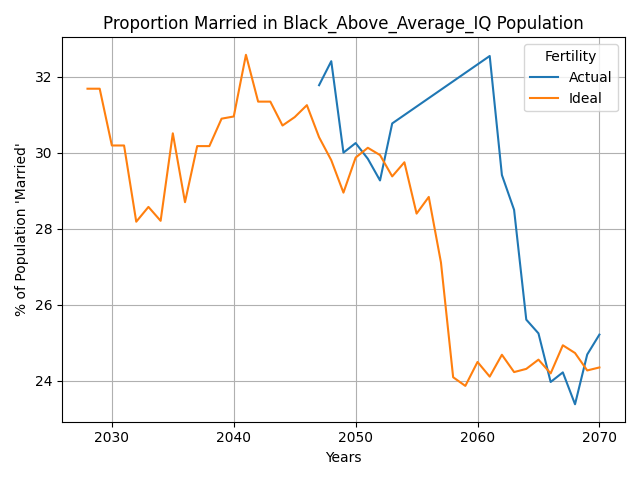 Proportion Married in Black_Above_Average_IQ Population
Fertility
Actual
Ideal
% of Population 'Married'
32
30
28
26
24
2030
2040
2050
2060
2070
Years